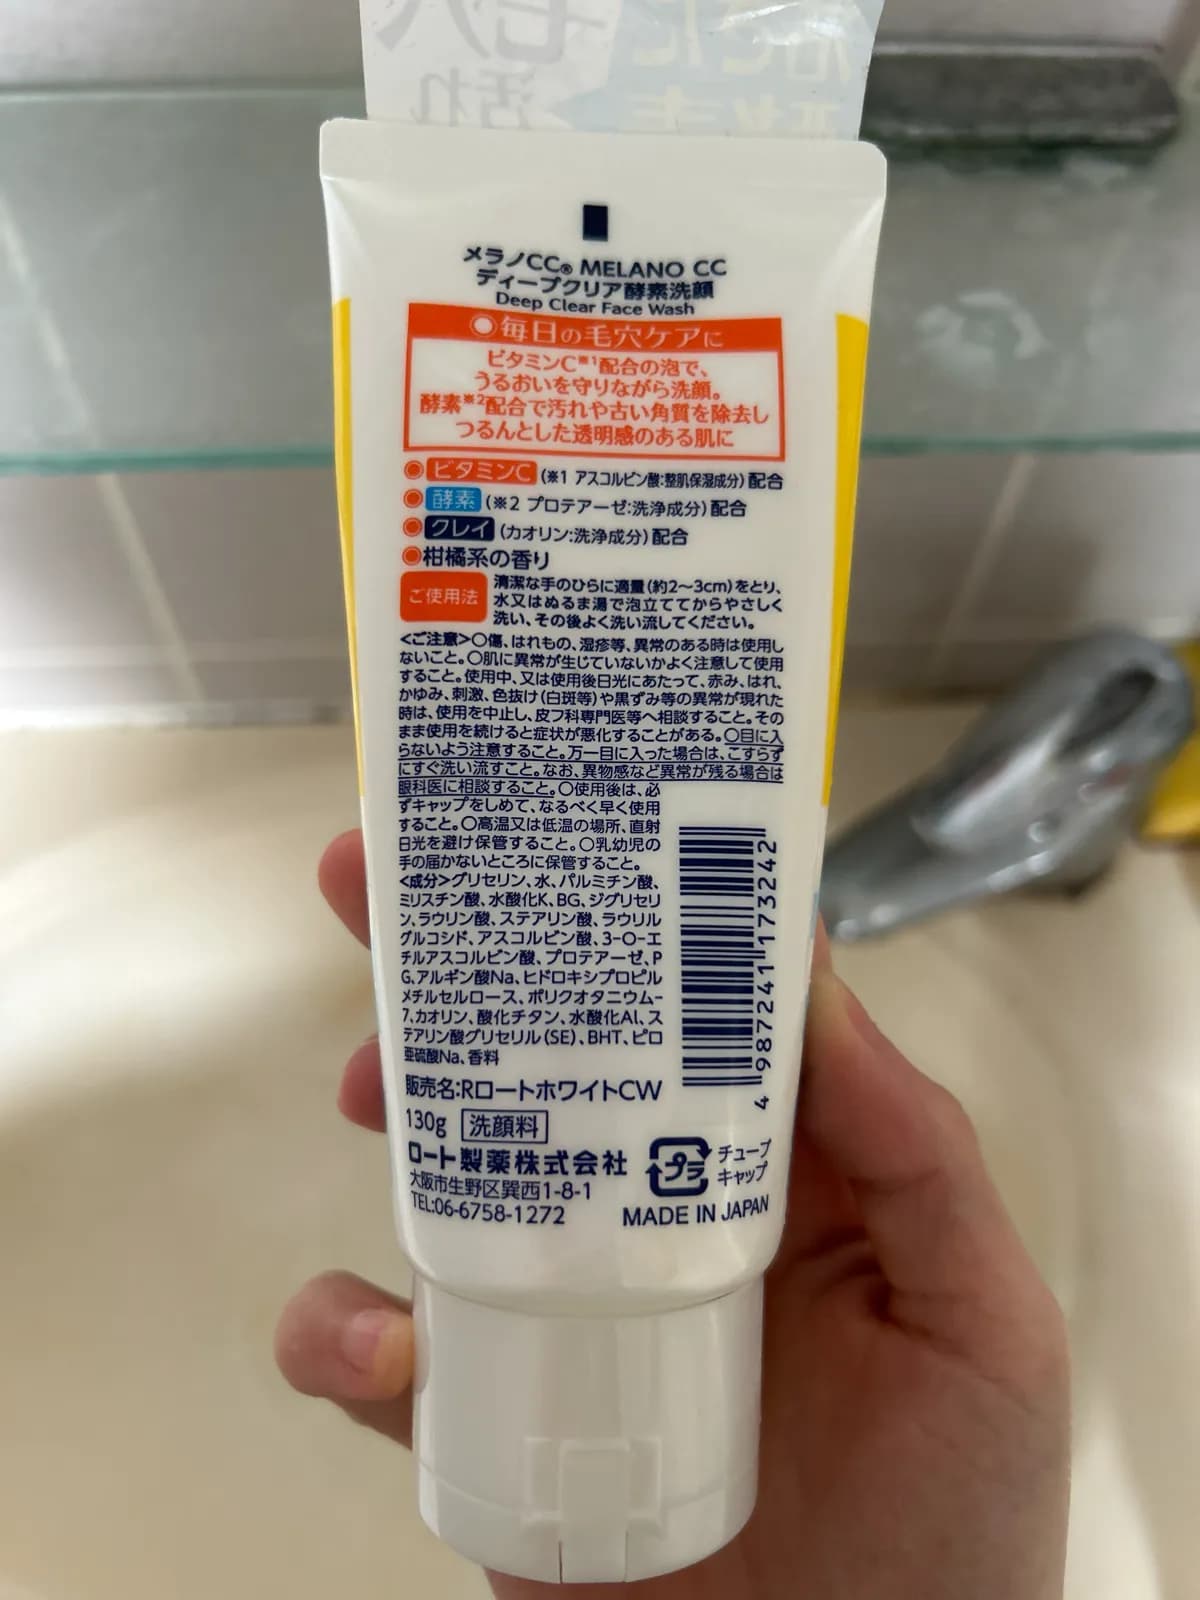 毛穴
汚れ
メラノCC® MELANO CC
ディープクリア酵素洗顔
Deep Clear Face Wash
◉毎日の毛穴ケアに
ビタミンC※1配合の泡で、
うるおいを守りながら洗顔。
酵素※2配合で汚れや古い角質を除去し
つるんとした透明感のある肌に
◉ビタミンC(※1 アスコルビン酸:整肌保湿成分)配合
◉酵素(※2 プロテアーゼ:洗浄成分)配合
◉クレイ(カオリン:洗浄成分)配合
◉柑橘系の香り
ご使用法
清潔な手のひらに適量(約2〜3cm)をとり、
水又はぬるま湯で泡立ててからやさしく
洗い、その後よく洗い流してください。
<ご注意>○傷、はれもの、湿疹等、異常のある時は使用し
ないこと。○肌に異常が生じていないかよく注意して使用
すること。使用中、又は使用後日光にあたって、赤み、はれ、
かゆみ、刺激、色抜け(白斑等)や黒ずみ等の異常が現れた
時は、使用を中止し、皮フ科専門医等へ相談すること。その
まま使用を続けると症状が悪化することがある。○目に入
らないよう注意すること。万一目に入った場合は、こすらず
にすぐ洗い流すこと。なお、異物感など異常が残る場合は
眼科医に相談すること。○使用後は、必
ずキャップをしめて、なるべく早く使用
すること。○高温又は低温の場所、直射
日光を避け保管すること。○乳幼児の
手の届かないところに保管すること。
<成分>グリセリン、水、パルミチン酸、
ミリスチン酸、水酸化K、BG、ジグリセリ
ン、ラウリン酸、ステアリン酸、ラウリル
グルコシド、アスコルビン酸、3-O-エ
チルアスコルビン酸、プロテアーゼ、P
G、アルギン酸Na、ヒドロキシプロピル
メチルセルロース、ポリクオタニウム-
7、カオリン、酸化チタン、水酸化Al、ス
テアリン酸グリセリル(SE)、BHT、ピロ
亜硫酸Na、香料
4 987241 173242
販売名:RロートホワイトCW
130g 洗顔料
ロート製薬株式会社
大阪市生野区巽西1-8-1
TEL:06-6758-1272
プラ
チューブ
キャップ
MADE IN JAPAN